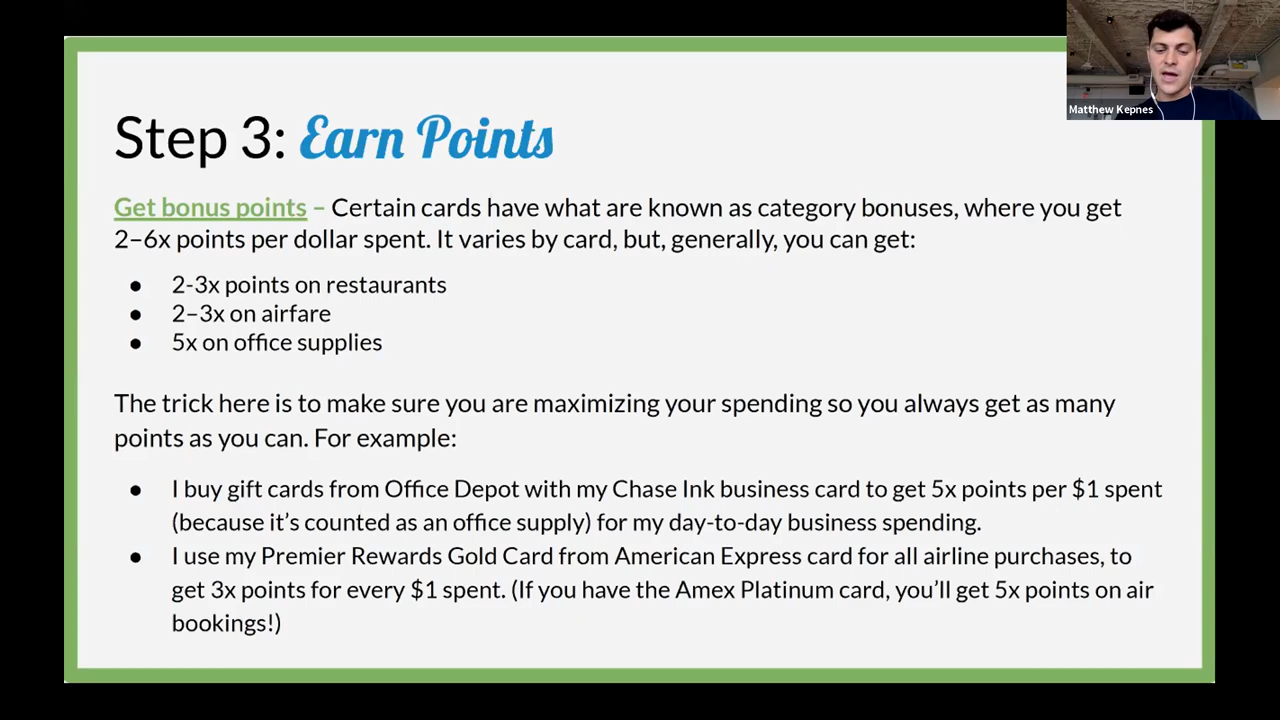 Matthew Kepnes
Step 3: Earn Points
Get bonus points – Certain cards have what are known as category bonuses, where you get
2–6x points per dollar spent. It varies by card, but, generally, you can get:
● 2-3x points on restaurants
● 2–3x on airfare
● 5x on office supplies
The trick here is to make sure you are maximizing your spending so you always get as many
points as you can. For example:
● I buy gift cards from Office Depot with my Chase Ink business card to get 5x points per $1 spent
(because it’s counted as an office supply) for my day-to-day business spending.
● I use my Premier Rewards Gold Card from American Express card for all airline purchases, to
get 3x points for every $1 spent. (If you have the Amex Platinum card, you’ll get 5x points on air
bookings!)